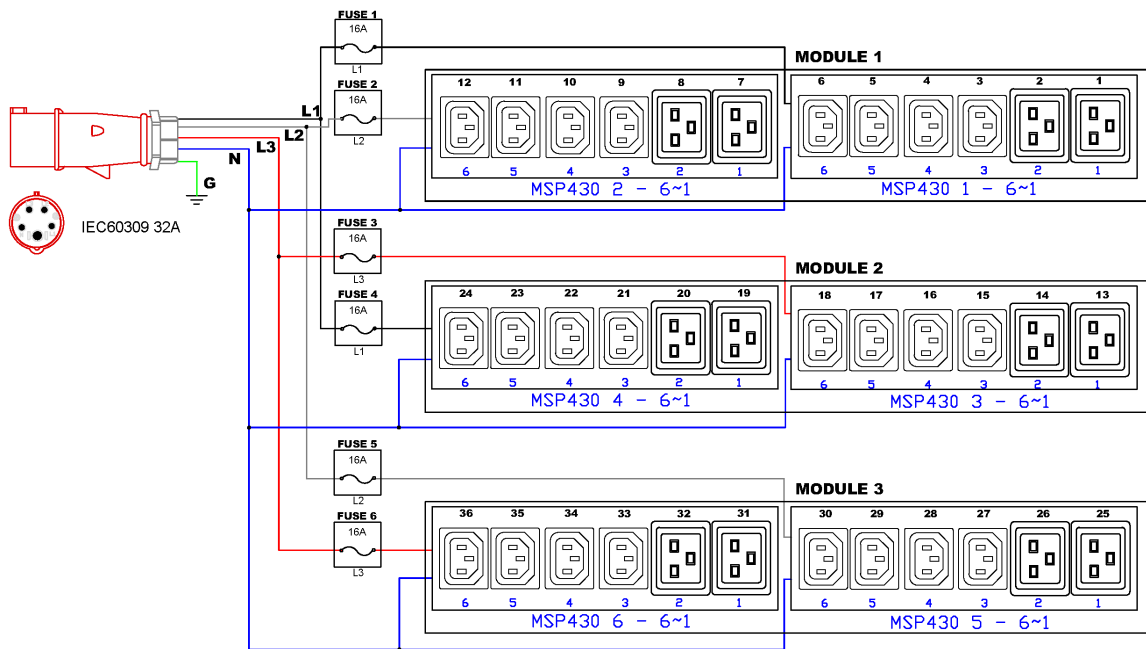 FUSE 1
16A
L1
FUSE 2
16A
L2
L1
L2
L3
N
G
IEC60309 32A
MODULE 1
12 11 10 9 8 7 6 5 4 3 2 1
6 5 4 3 2 1 6 5 4 3 2 1
MSP430 2 - 6~1 MSP430 1 - 6~1
FUSE 3
16A
L3
FUSE 4
16A
L1
MODULE 2
24 23 22 21 20 19 18 17 16 15 14 13
6 5 4 3 2 1 6 5 4 3 2 1
MSP430 4 - 6~1 MSP430 3 - 6~1
FUSE 5
16A
L2
FUSE 6
16A
L3
MODULE 3
36 35 34 33 32 31 30 29 28 27 26 25
6 5 4 3 2 1 6 5 4 3 2 1
MSP430 6 - 6~1 MSP430 5 - 6~1